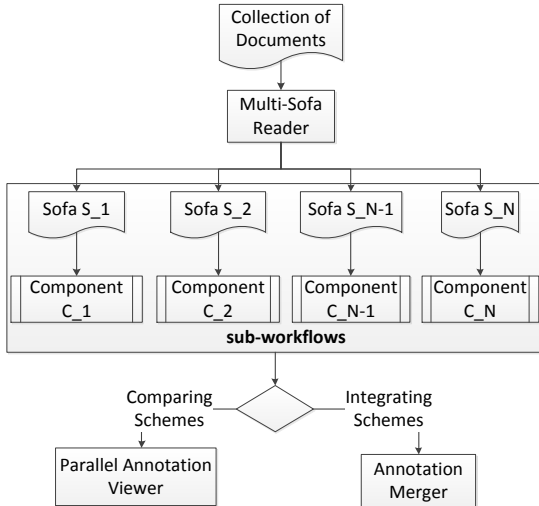 Collection of
Documents
Multi-Sofa
Reader
Sofa S_1
Sofa S_2
Sofa S_N-1
Sofa S_N
Component
C_1
Component
C_2
Component
C_N-1
Component
C_N
sub-workflows
Comparing
Schemes
Integrating
Schemes
Parallel Annotation
Viewer
Annotation
Merger